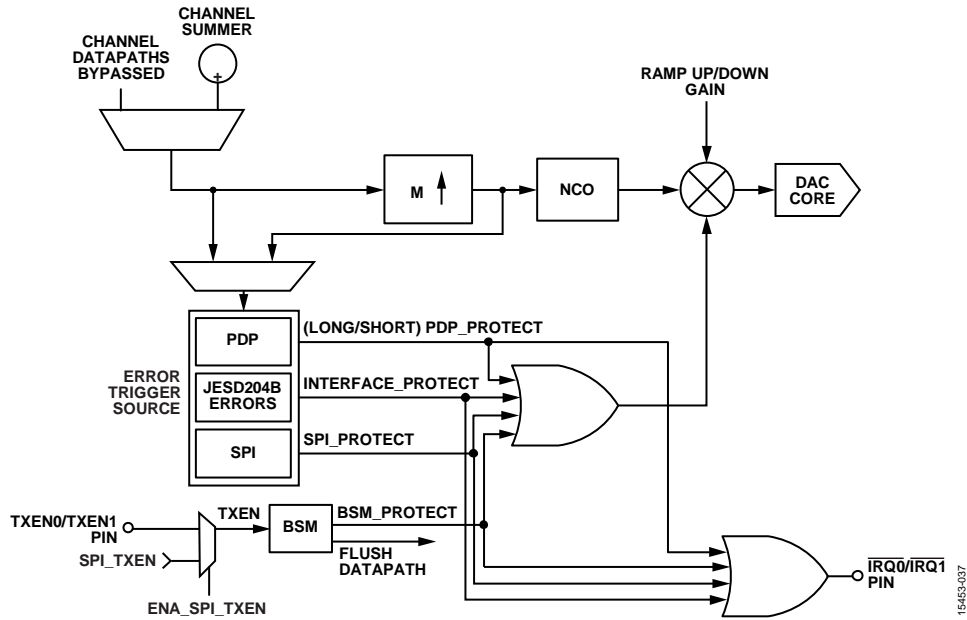 CHANNEL
SUMMER
CHANNEL
DATAPATHS
BYPASSED
+
RAMP UP/DOWN
GAIN
M
NCO
DAC
CORE
(LONG/SHORT) PDP_PROTECT
PDP
ERROR
TRIGGER
SOURCE
JESD204B
ERRORS
INTERFACE_PROTECT
SPI
SPI_PROTECT
TXEN0/TXEN1
PIN
TXEN
BSM
BSM_PROTECT
SPI_TXEN
FLUSH
DATAPATH
ENA_SPI_TXEN
IRQ0/IRQ1
PIN
15453-037